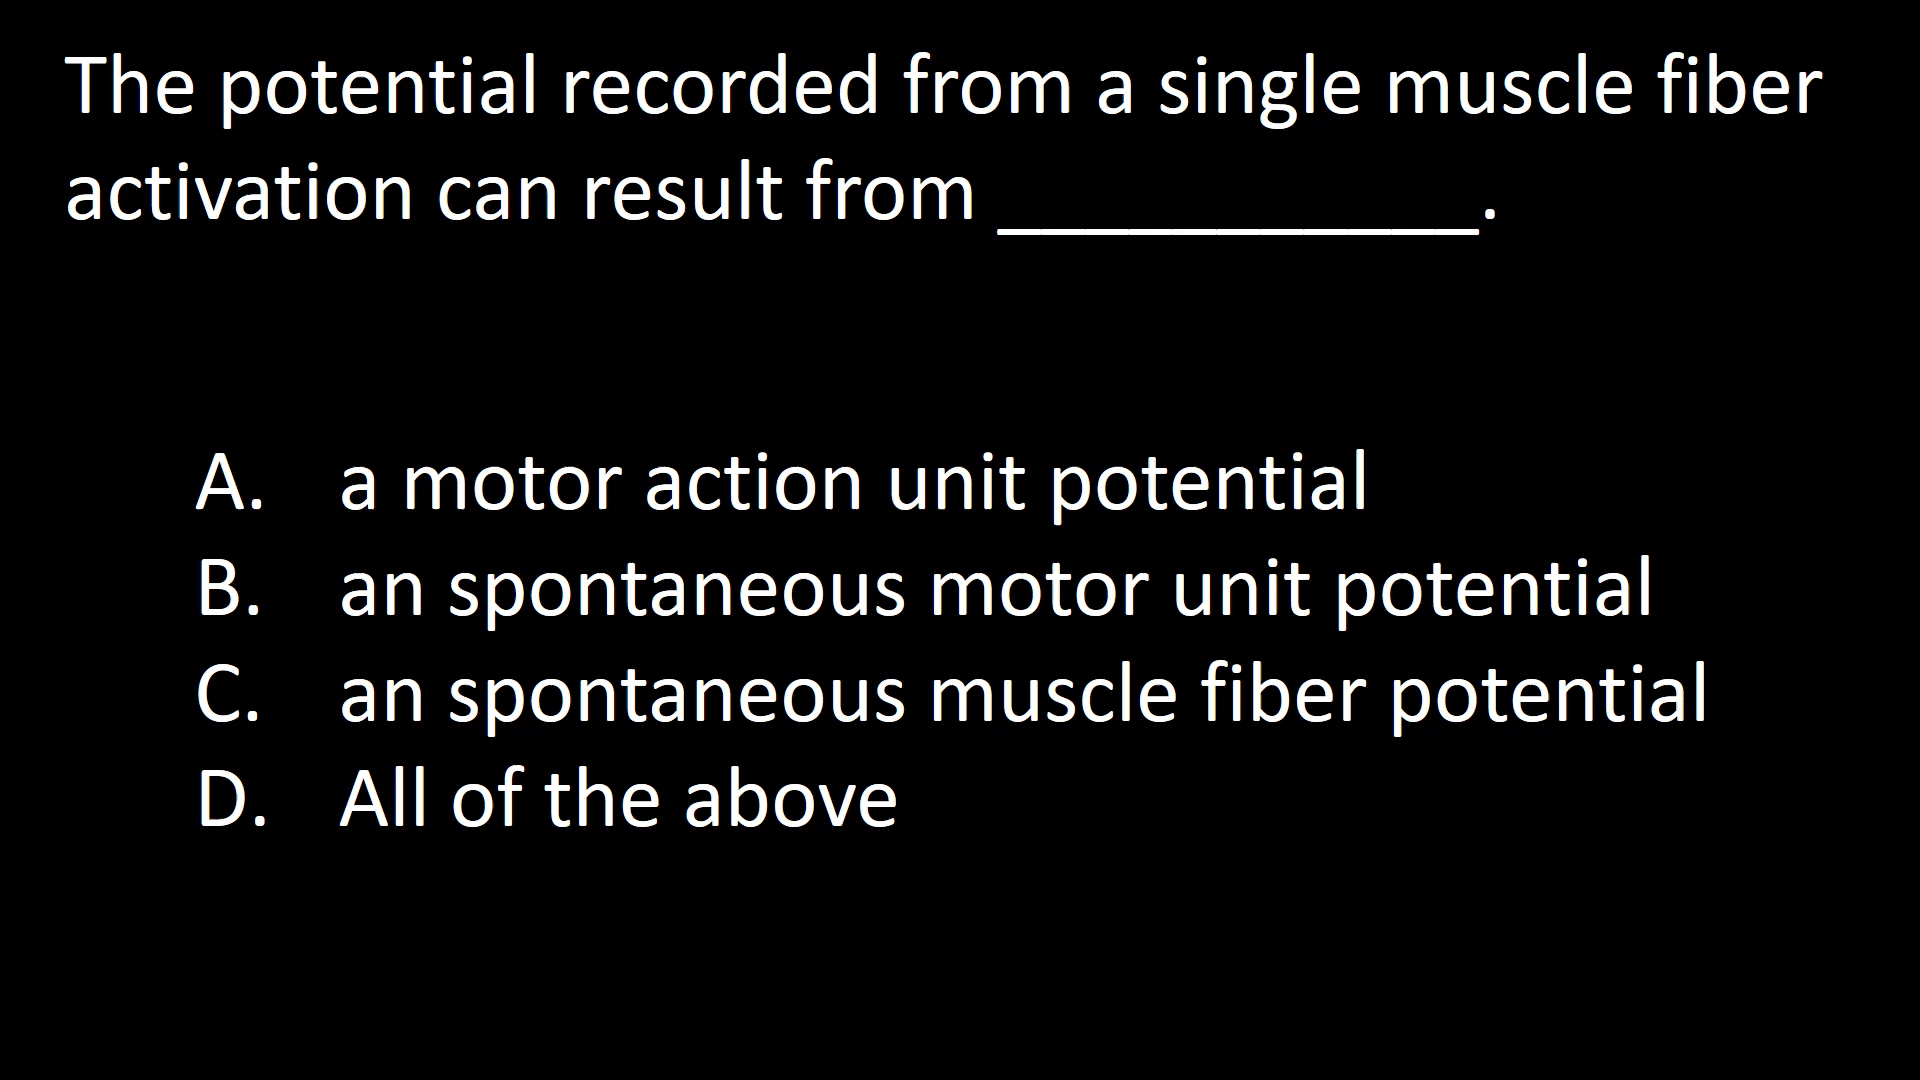 The potential recorded from a single muscle fiber
activation can result from ___________.
A. a motor action unit potential
B. an spontaneous motor unit potential
C. an spontaneous muscle fiber potential
D. All of the above